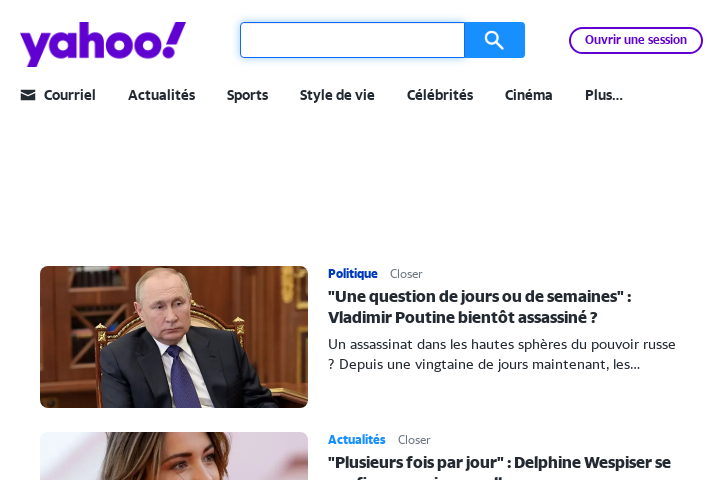 yahoo!
Ouvrir une session
Courriel Actualités Sports Style de vie Célébrités Cinéma Plus...
Politique Closer
"Une question de jours ou de semaines" :
Vladimir Poutine bientôt assassiné ?
Un assassinat dans les hautes sphères du pouvoir russe
? Depuis une vingtaine de jours maintenant, les...
Actualités Closer
"Plusieurs fois par jour" : Delphine Wespiser se